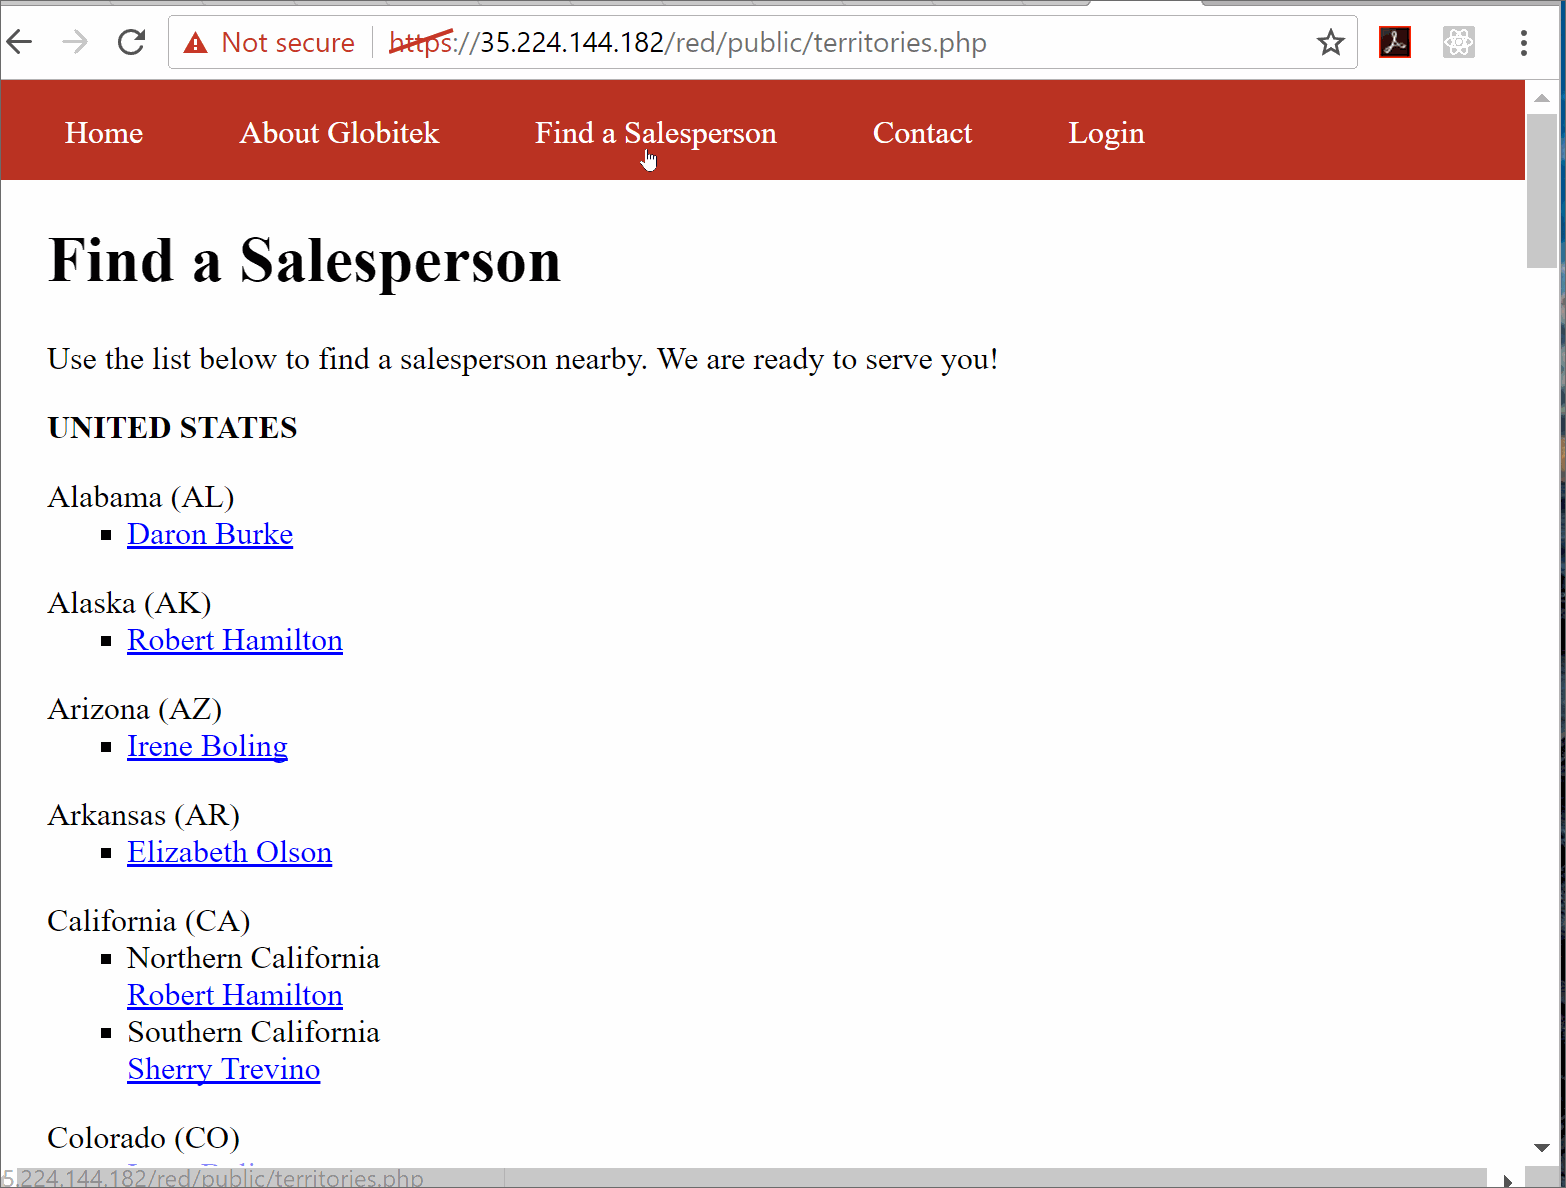 Not secure https://35.224.144.182/red/public/territories.php
Home About Globitek Find a Salesperson Contact Login
Find a Salesperson
Use the list below to find a salesperson nearby. We are ready to serve you!
UNITED STATES
Alabama (AL)
Daron Burke
Alaska (AK)
Robert Hamilton
Arizona (AZ)
Irene Boling
Arkansas (AR)
Elizabeth Olson
California (CA)
Northern California
Robert Hamilton
Southern California
Sherry Trevino
Colorado (CO)
5.224.144.182/red/public/territories.php